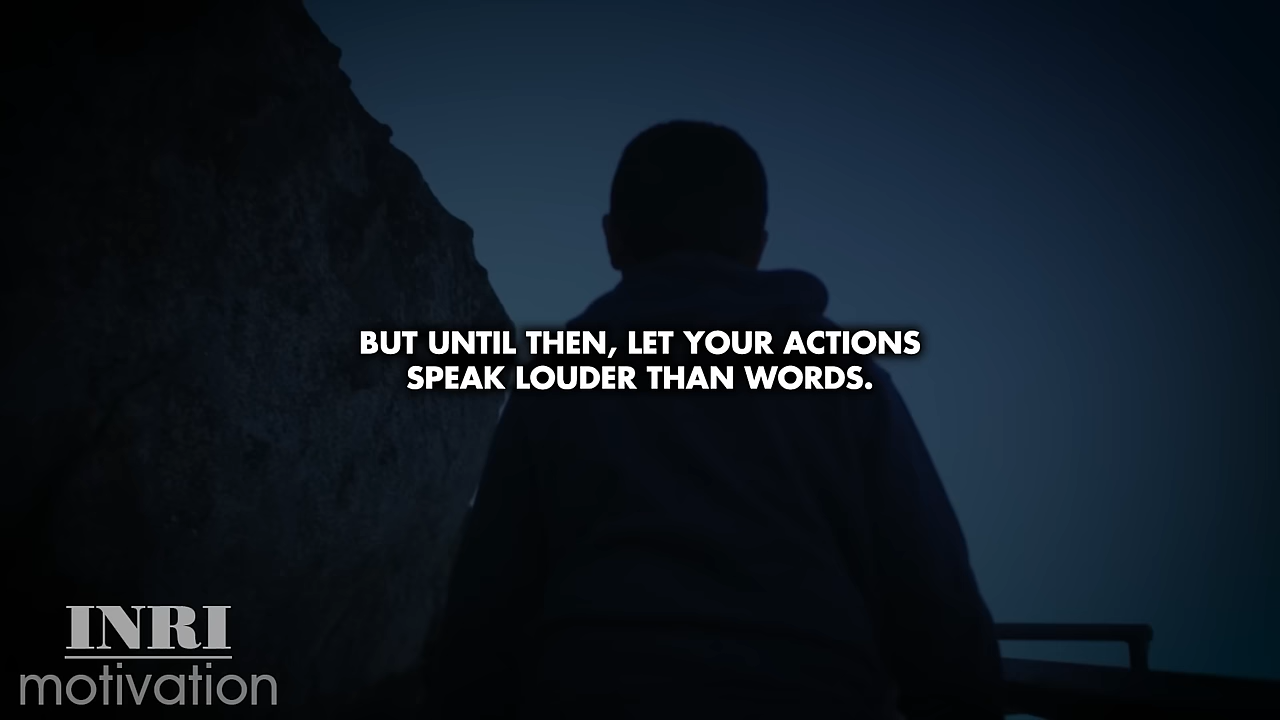 BUT UNTIL THEN, LET YOUR ACTIONS
SPEAK LOUDER THAN WORDS.
INRI
motivation